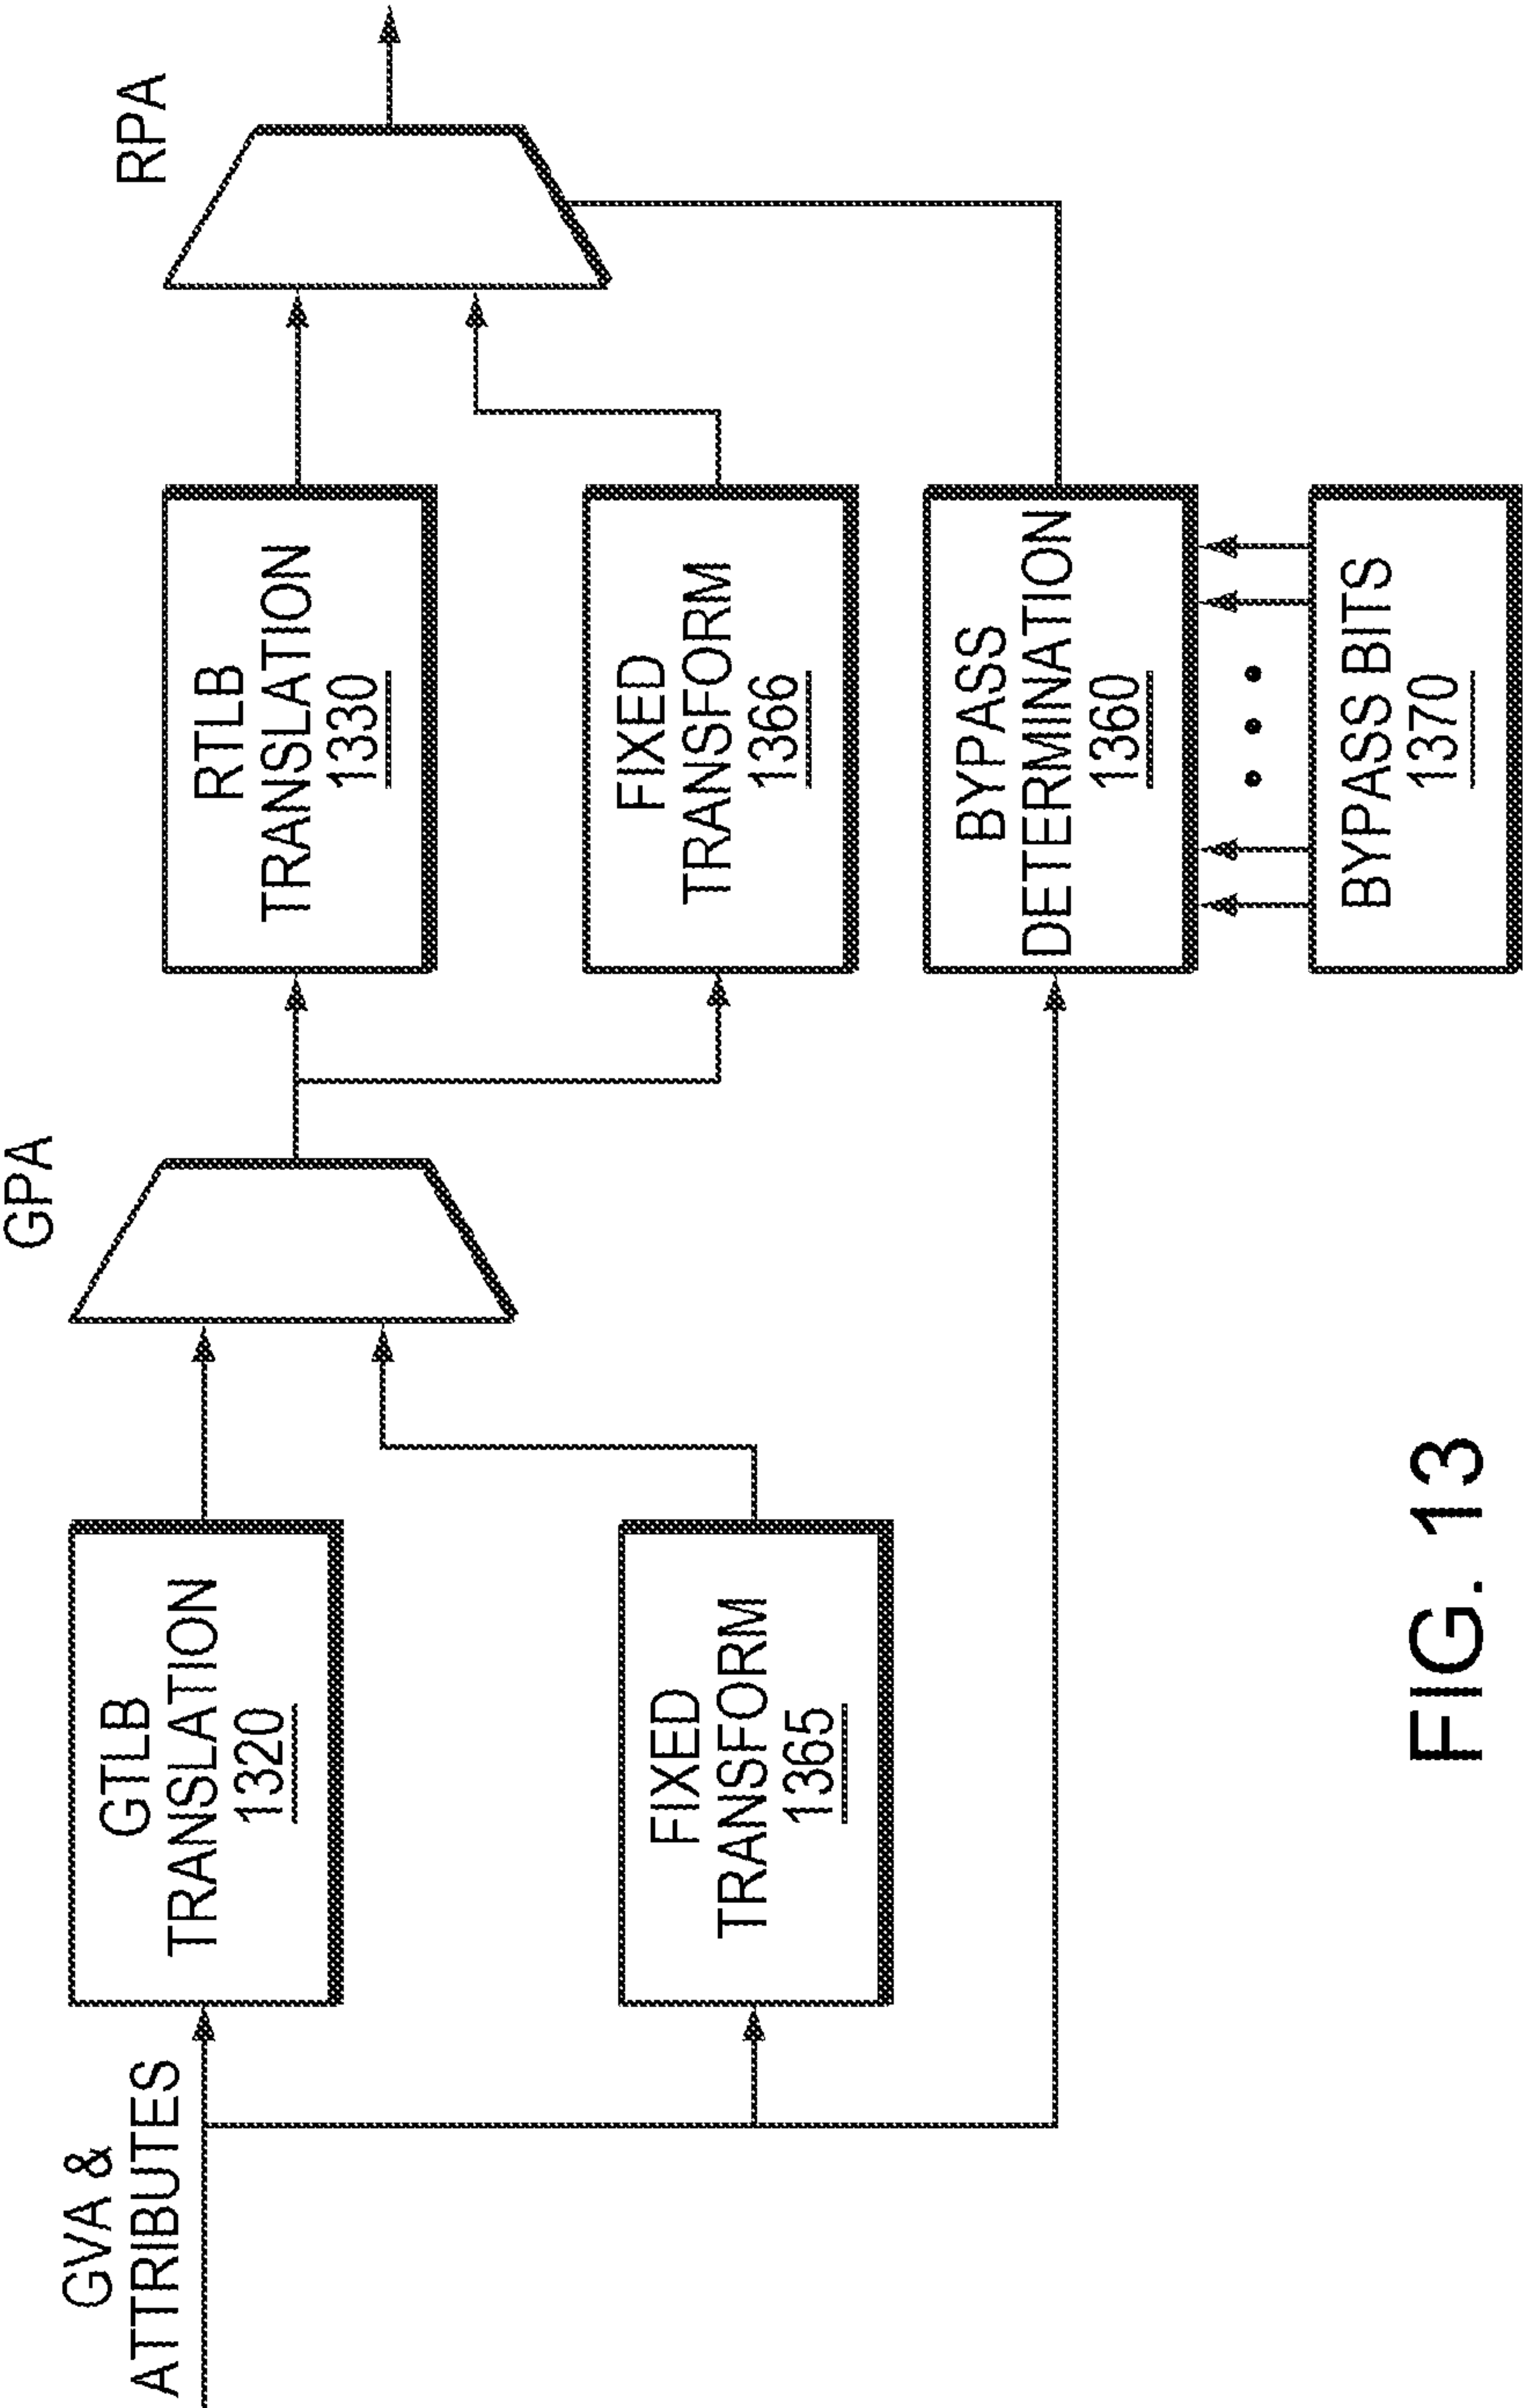 GVA &
ATTRIBUTES
GTLB
TRANSLATION
1320
FIXED
TRANSFORM
1365
GPA
RTLB
TRANSLATION
1330
FIXED
TRANSFORM
1366
BYPASS
DETERMINATION
1360
BYPASS BITS
1370
RPA
FIG. 13